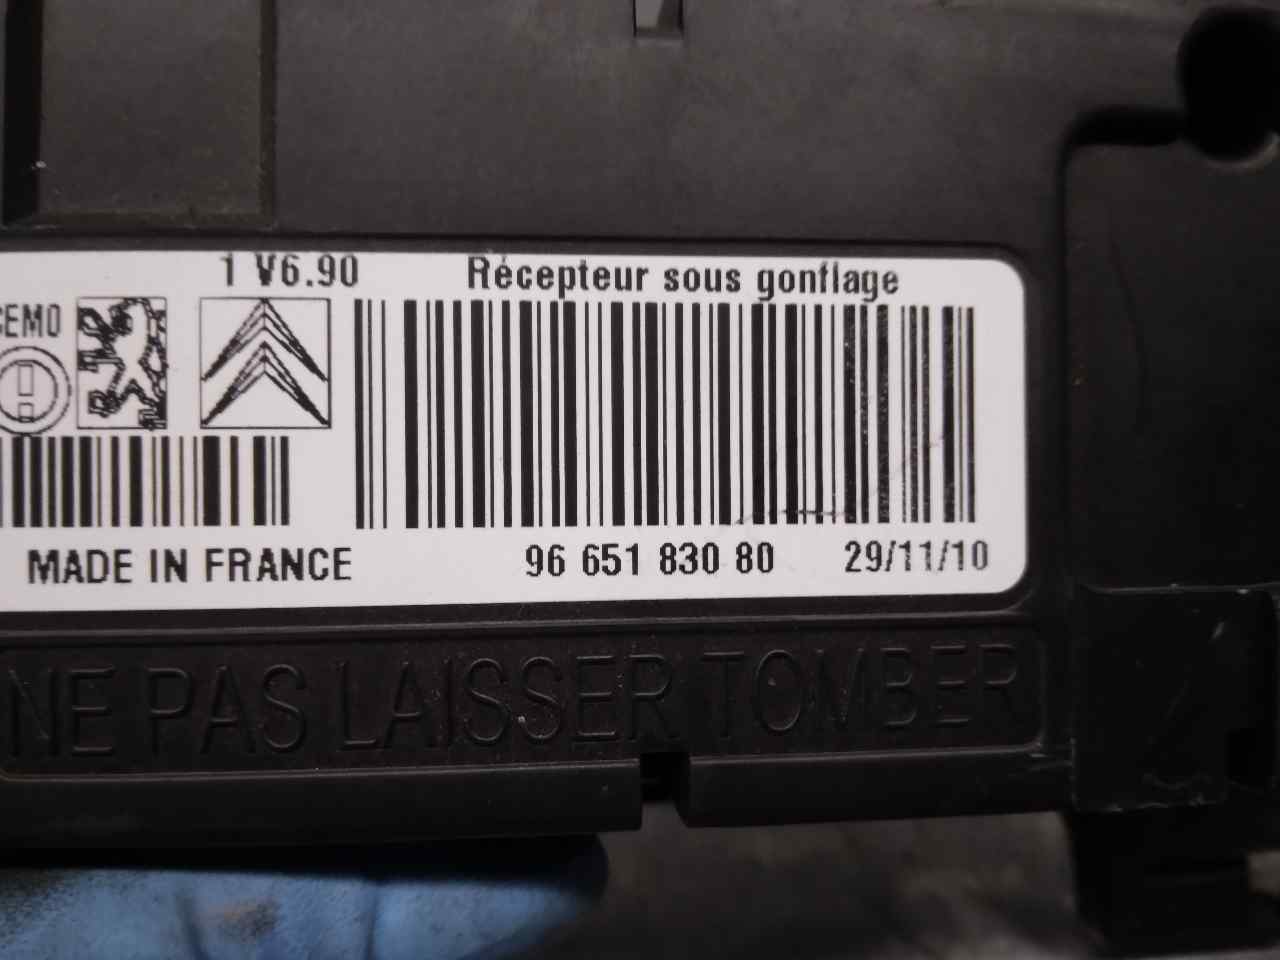 1 V6.90 Récepteur sous gonflage
CEM0
MADE IN FRANCE 96 651 830 80 29/11/10
NE PAS LAISSER TOMBER